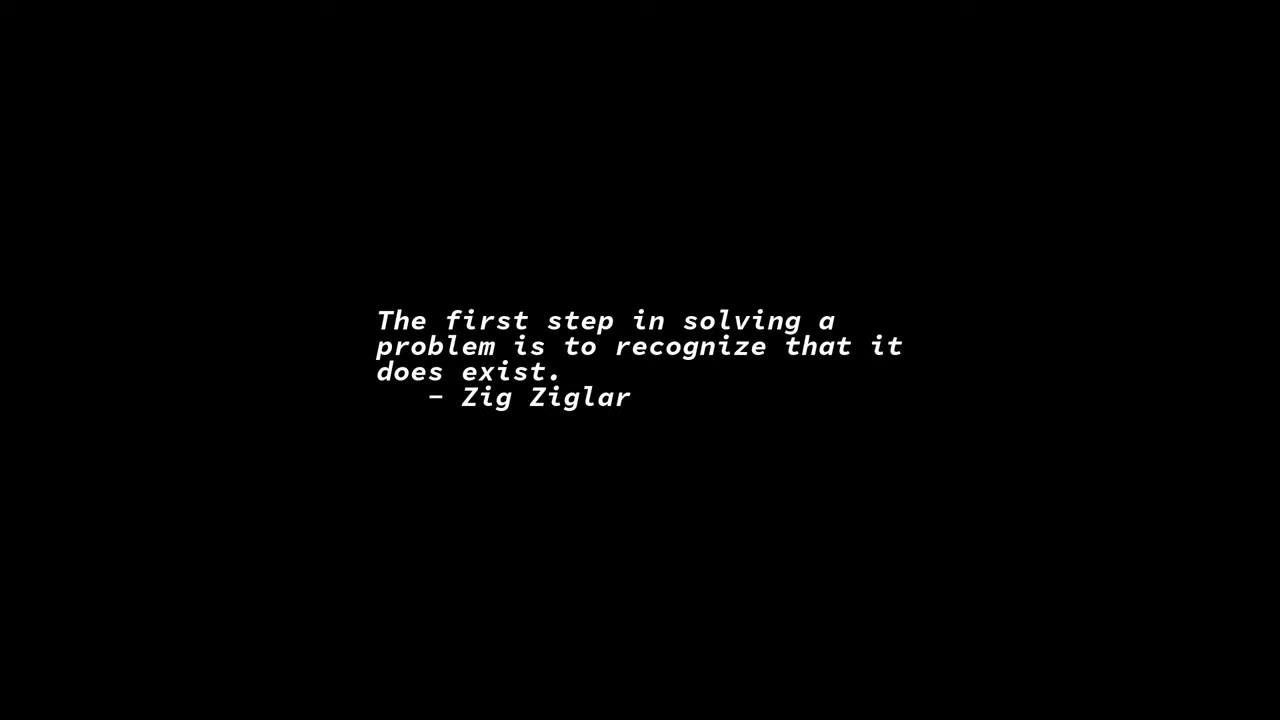 The first step in solving a
problem is to recognize that it
does exist.
- Zig Ziglar